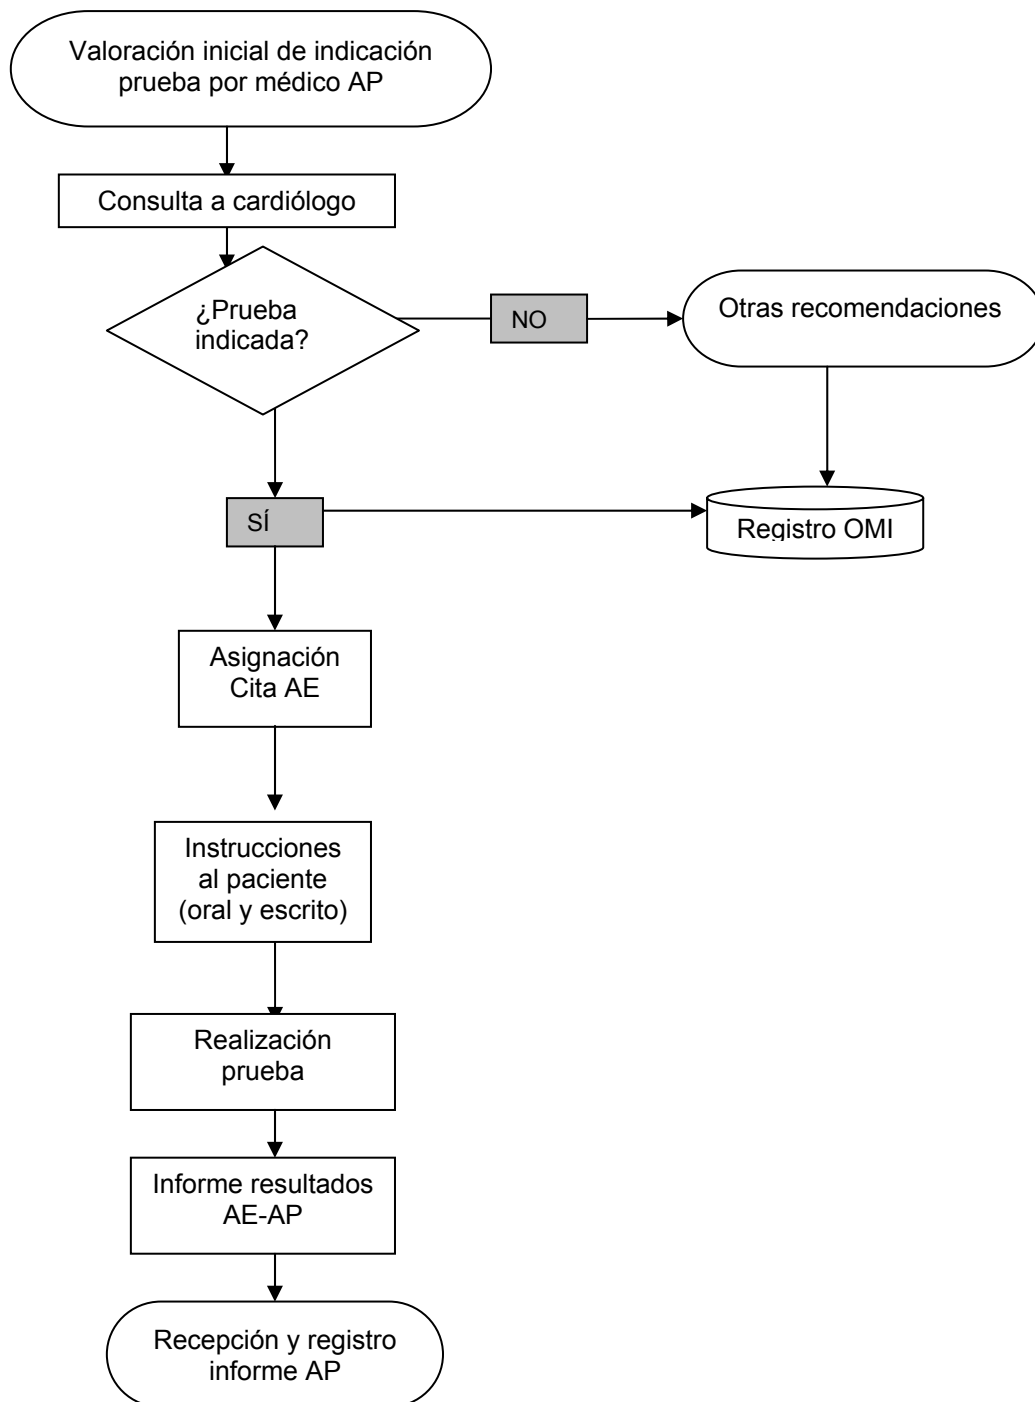 Valoración inicial de indicación
prueba por médico AP
Consulta a cardiólogo
¿Prueba
indicada?
NO
Otras recomendaciones
SÍ
Registro OMI
Asignación
Cita AE
Instrucciones
al paciente
(oral y escrito)
Realización
prueba
Informe resultados
AE-AP
Recepción y registro
informe AP